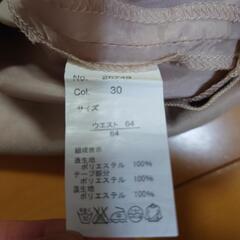 No.
Col. 30
サイズ
ウエスト 64
64
組成表示
表生地
ポリエステル 100%
テープ部分
ポリエステル 100%
裏生地
ポリエステル 100%